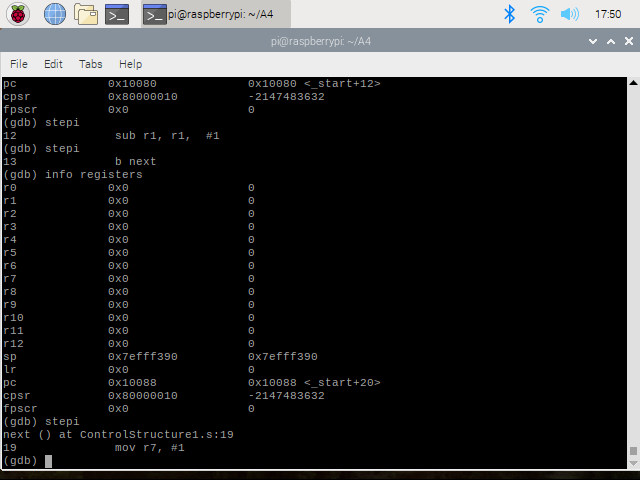 pi@raspberrypi: ~/A4
17:50
pi@raspberrypi: ~/A4
File Edit Tabs Help
pc 0x10080 0x10080 <_start+12>
cpsr 0x80000010 -2147483632
fpscr 0x0 0
(gdb) stepi
12 sub r1, r1, #1
(gdb) stepi
13 b next
(gdb) info registers
r0 0x0 0
r1 0x0 0
r2 0x0 0
r3 0x0 0
r4 0x0 0
r5 0x0 0
r6 0x0 0
r7 0x0 0
r8 0x0 0
r9 0x0 0
r10 0x0 0
r11 0x0 0
r12 0x0 0
sp 0x7efff390 0x7efff390
lr 0x0 0
pc 0x10088 0x10088 <_start+20>
cpsr 0x80000010 -2147483632
fpscr 0x0 0
(gdb) stepi
next () at ControlStructure1.s:19
19 mov r7, #1
(gdb)